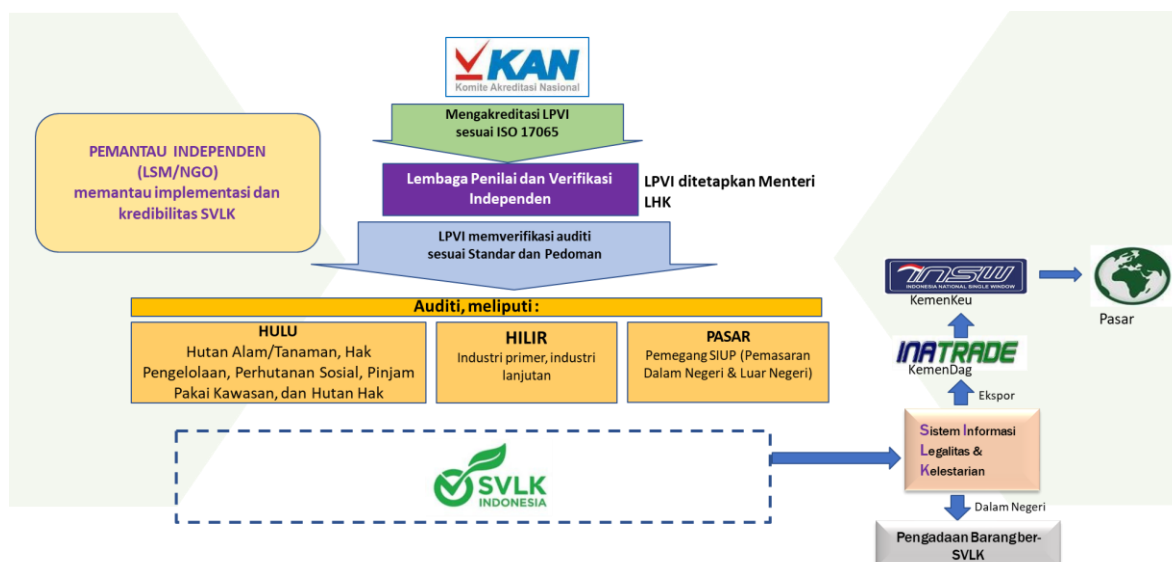 KAN
Komite Akreditasi Nasional
Mengakreditasi LPVI
sesuai ISO 17065
PEMANTAU INDEPENDEN
(LSM/NGO)
memantau implementasi dan
kredibilitas SVLK
Lembaga Penilai dan Verifikasi
Independen
LPVI ditetapkan Menteri
LHK
LPVI memverifikasi auditi
sesuai Standar dan Pedoman
Auditi, meliputi :
HULU
Hutan Alam/Tanaman, Hak
Pengelolaan, Perhutanan Sosial, Pinjam
Pakai Kawasan, dan Hutan Hak
HILIR
Industri primer, industri
lanjutan
PASAR
Pemegang SIUP (Pemasaran
Dalam Negeri & Luar Negeri)
INSW
INDONESIA NATIONAL SINGLE WINDOW
KemenKeu
Pasar
INATRADE
KemenDag
Ekspor
Sistem Informasi
Legalitas &
Kelestarian
Dalam Negeri
Pengadaan Barangber-
SVLK
SVLK
INDONESIA